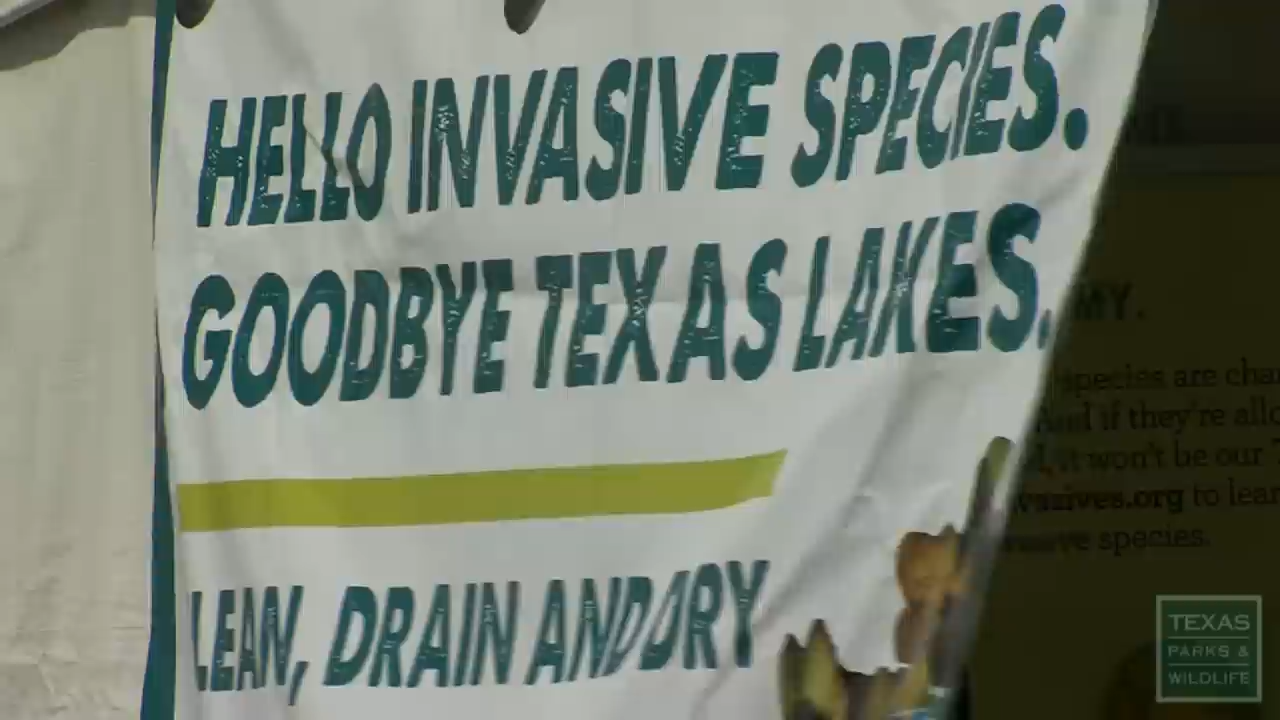 HELLO INVASIVE SPECIES.
GOODBYE TEXAS LAKES.
LEAN, DRAIN AND DRY
MY.
species are cha
And if they're allo
, it won't be our
vasives.org to lear
species.
TEXAS
PARKS &
WILDLIFE